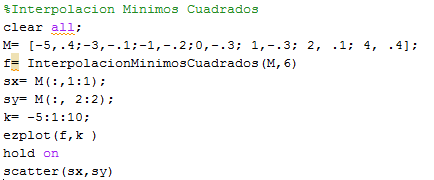 %Interpolacion Minimos Cuadrados
clear all;
M= [-5,.4;-3,-.1;-1,-.2;0,-.3; 1,-.3; 2, .1; 4, .4];
f= InterpolacionMinimosCuadrados(M,6)
sx= M(:,1:1);
sy= M(:, 2:2);
k= -5:1:10;
ezplot(f,k )
hold on
scatter(sx,sy)